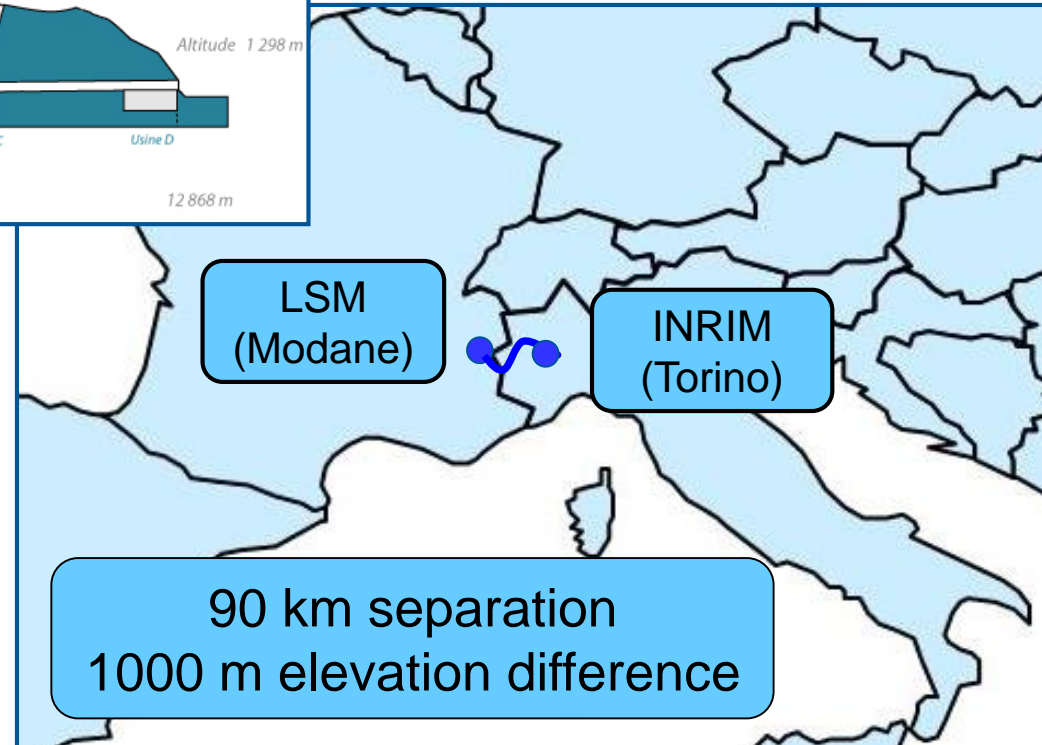 Altitude 1 298 m
Usine D
12 868 m
LSM
(Modane)
INRIM
(Torino)
90 km separation
1000 m elevation difference